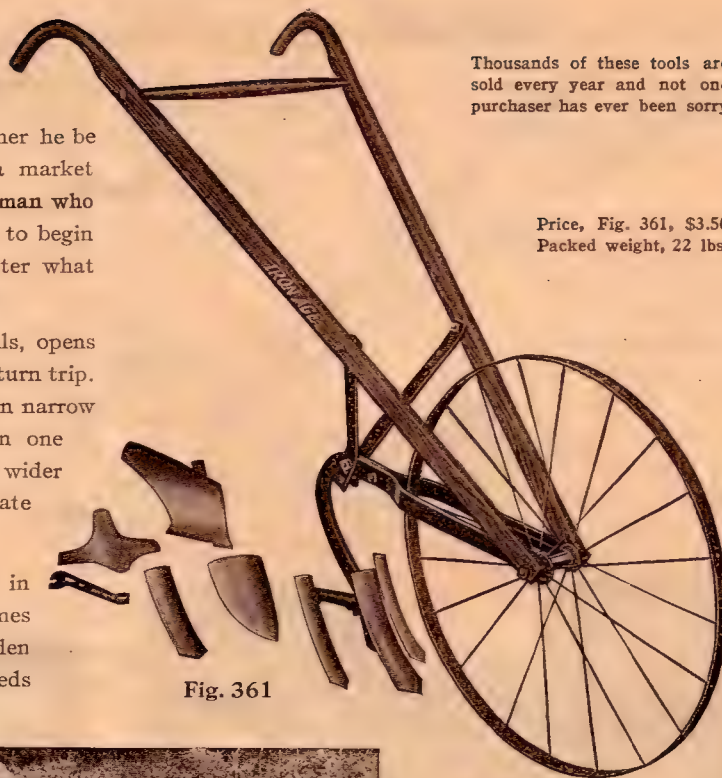 Thousands of these tools are
sold every year and not one
purchaser has ever been sorry
Price, Fig. 361, $3.50
Packed weight, 22 lbs
he be
a market
man who
to begin
ter what
ls, opens
turn trip.
n narrow
n one
wider
ate
in
nes
den
eds
IRON AGE
Fig. 361